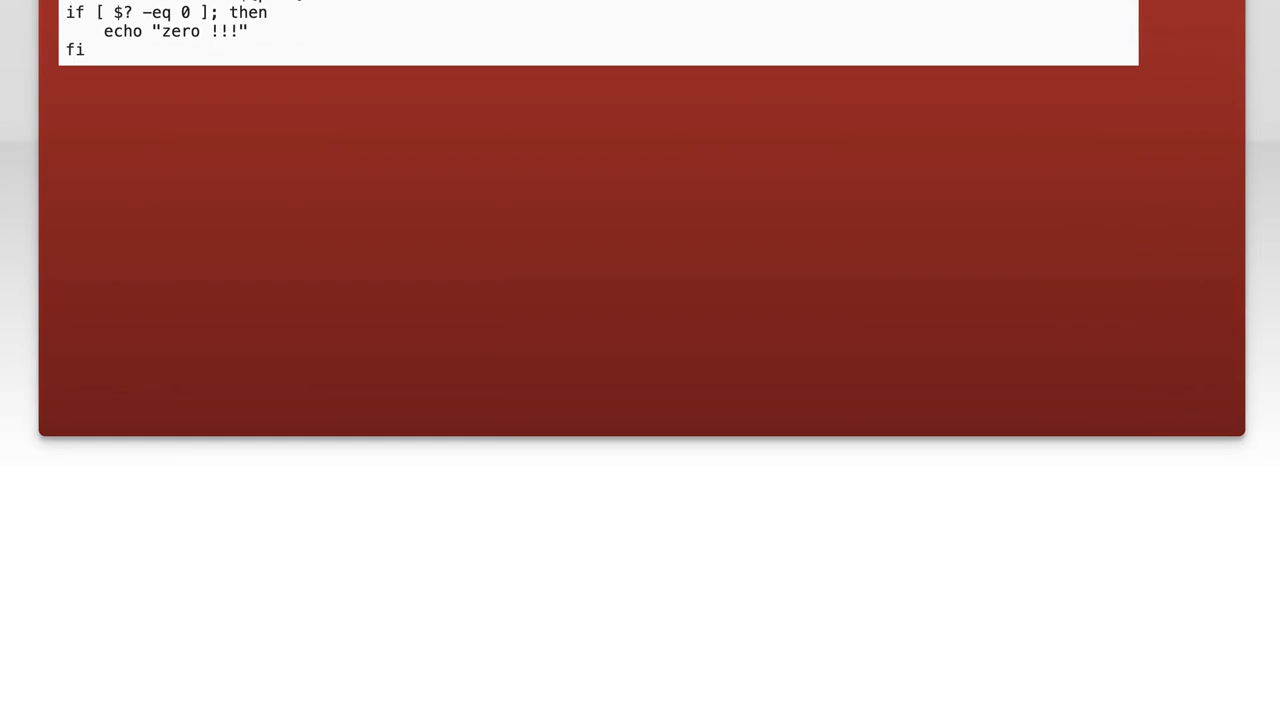 if [ $? -eq 0 ]; then
    echo "zero !!!"
fi